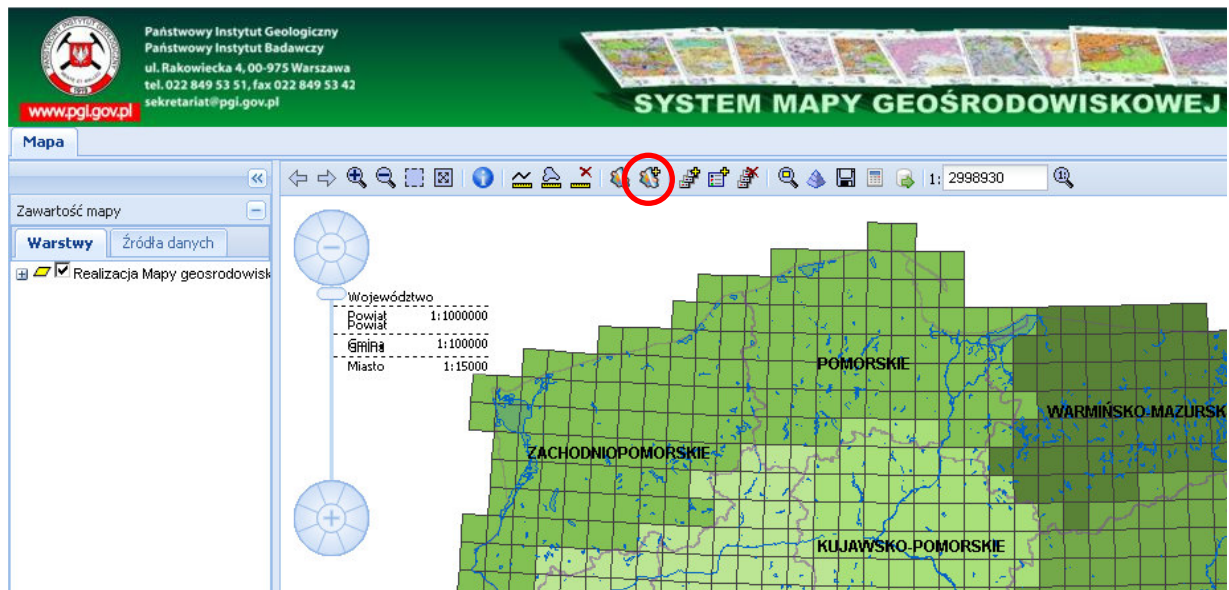 Państwowy Instytut Geologiczny
Państwowy Instytut Badawczy
ul. Rakowiecka 4, 00-975 Warszawa
tel. 022 849 53 51, fax 022 849 53 42
sekretariat@pgi.gov.pl
www.pgi.gov.pl
SYSTEM MAPY GEOŚRODOWISKOWEJ
Mapa
1: 2998930
Zawartość mapy
Warstwy
Źródła danych
Realizacja Mapy geosrodowisk
Województwo
Powiat 1:1000000
Powiat
Gmina 1:100000
Miasto 1:15000
POMORSKIE
WARMIŃSKO-MAZURSK
ZACHODNIOPOMORSKIE
KUJAWSKO-POMORSKIE